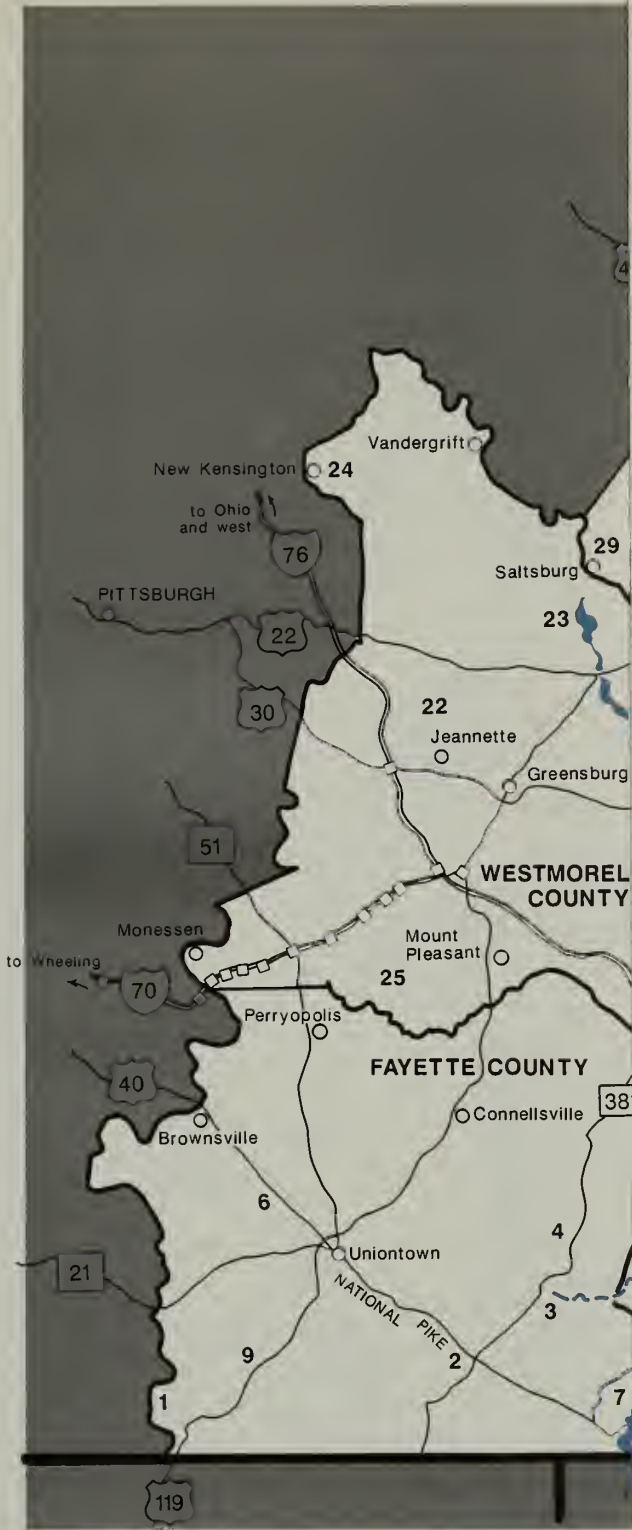 4
Vandergrift
New Kensington
24
to Ohio
and west
76
29
Saltsburg
PITTSBURGH
23
22
22
30
Jeannette
Greensburg
51
WESTMOREL
COUNTY
Monessen
Mount
Pleasant
to Wheeling
70
25
Perryopolis
FAYETTE COUNTY
40
381
Connellsville
Brownsville
6
4
Uniontown
21
NATIONAL PIKE
3
9
2
1
7
119